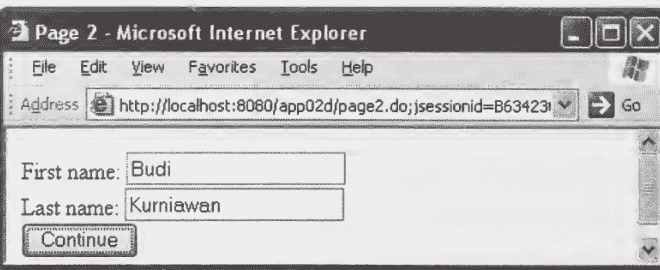 Page 2 - Microsoft Internet Explorer
File Edit View Favorites Tools Help
Address http://localhost:8080/app02d/page2.do;jsessionid=B63423 Go
First name: Budi
Last name: Kurniawan
Continue